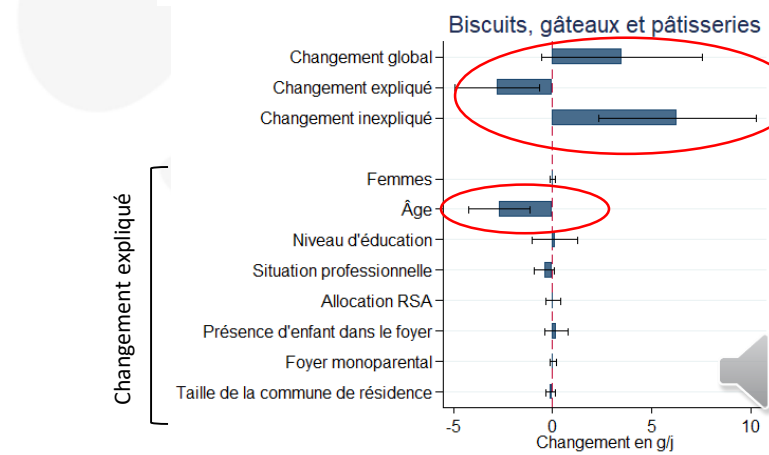 Biscuits, gâteaux et pâtisseries
Changement global
Changement expliqué
Changement inexpliqué
Changement expliqué
Femmes
Âge
Niveau d'éducation
Situation professionnelle
Allocation RSA
Présence d'enfant dans le foyer
Foyer monoparental
Taille de la commune de résidence
-5 0 5 10
Changement en g/j